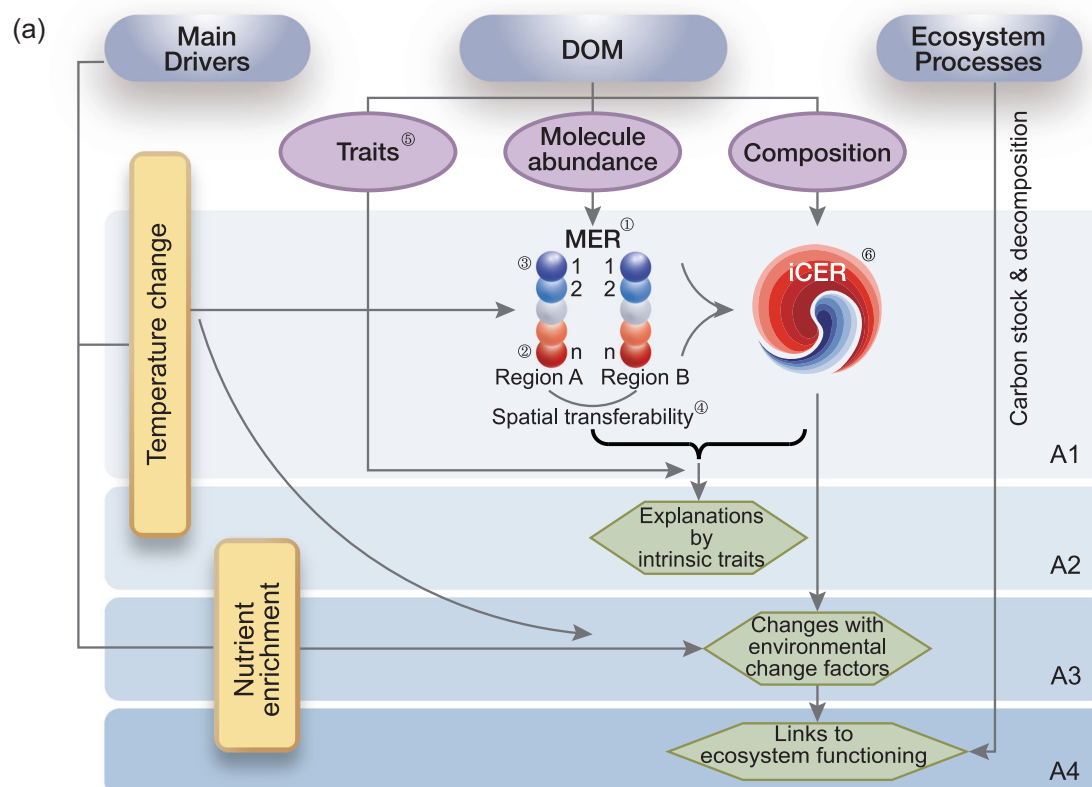 (a)
Main
Drivers
DOM
Ecosystem
Processes
Traits⑤
Molecule
abundance
Composition
Carbon stock & decomposition
Temperature change
MER①
iCER⑥
③ 1 1
2 2
② n n
Region A Region B
Spatial transferability④
A1
Explanations
by
intrinsic traits
A2
Nutrient
enrichment
Changes with
environmental
change factors
A3
Links to
ecosystem functioning
A4